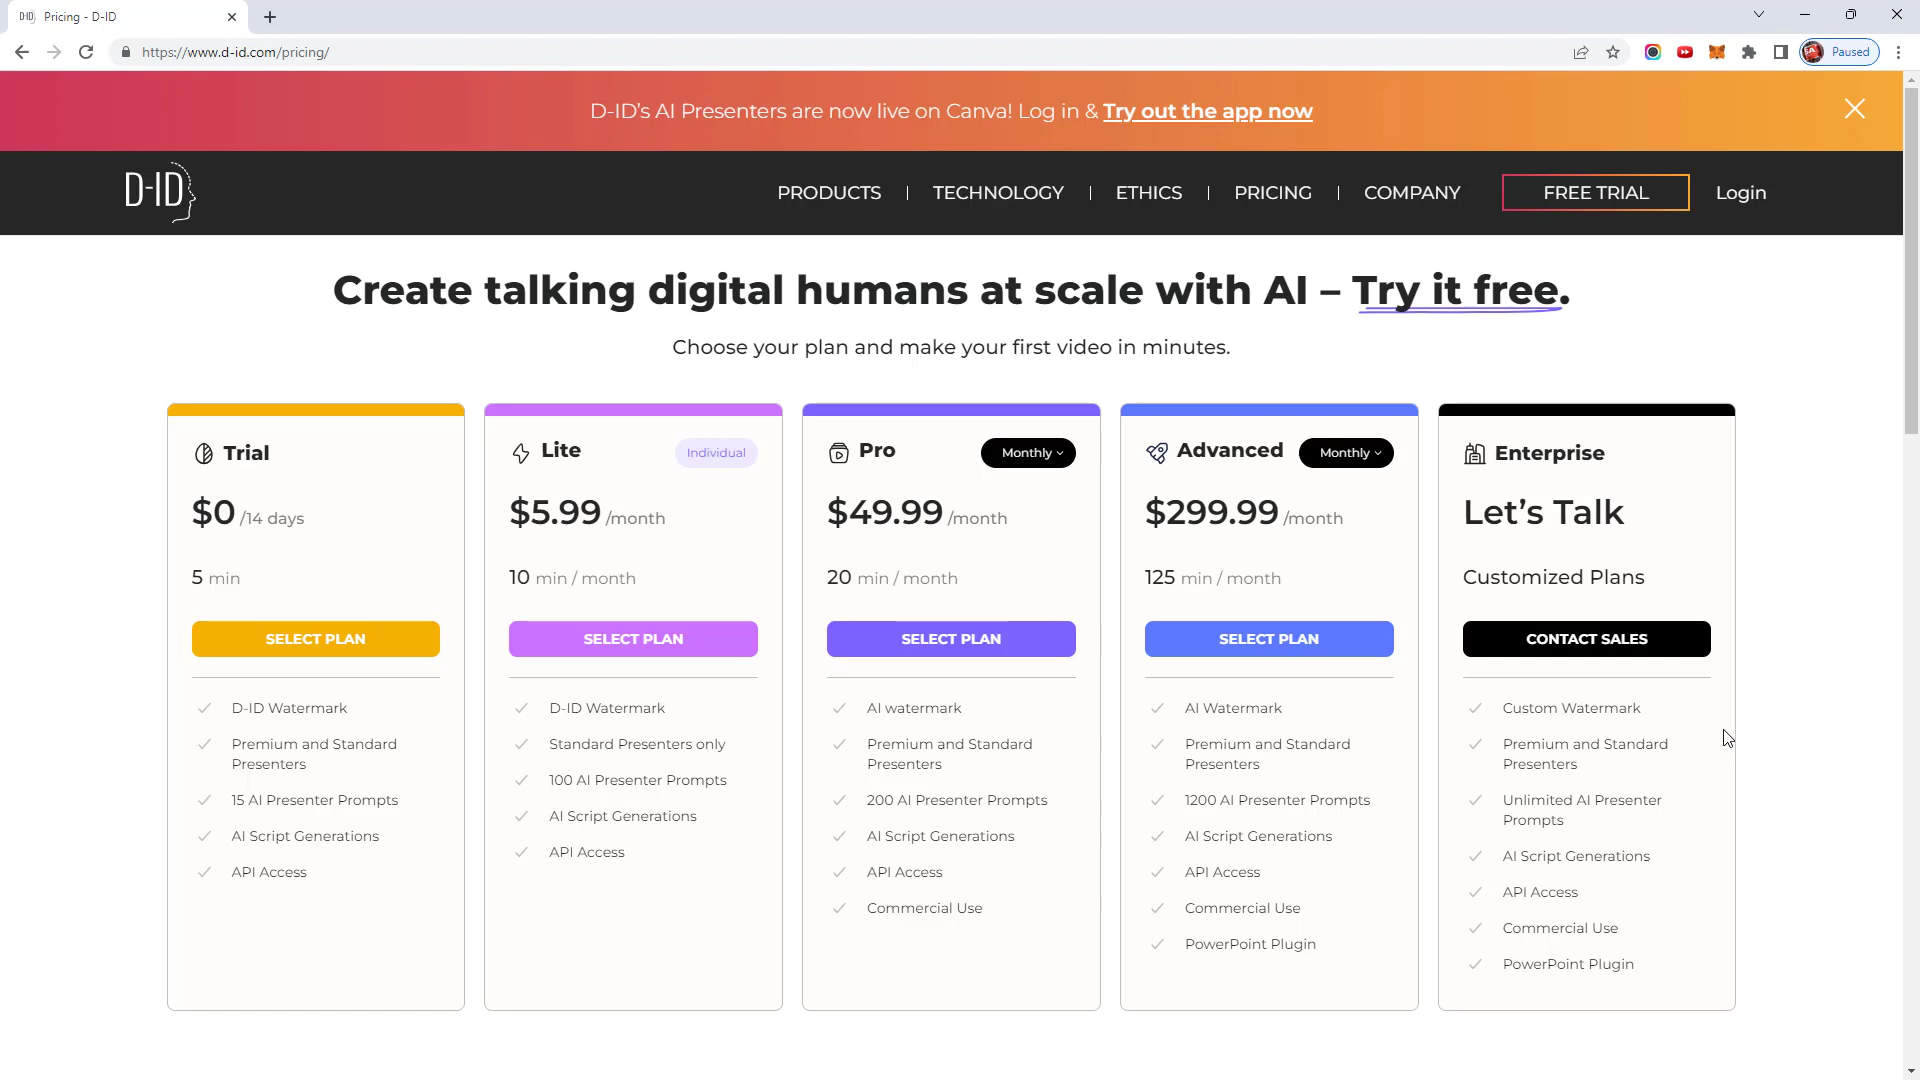 Pricing - D-ID
https://www.d-id.com/pricing/
Paused
D-ID's AI Presenters are now live on Canva! Log in & Try out the app now
D-ID
PRODUCTS
TECHNOLOGY
ETHICS
PRICING
COMPANY
FREE TRIAL
Login
Create talking digital humans at scale with AI – Try it free.
Choose your plan and make your first video in minutes.
Trial
$0 /14 days
5 min
SELECT PLAN
D-ID Watermark
Premium and Standard
Presenters
15 AI Presenter Prompts
AI Script Generations
API Access
Lite
Individual
$5.99 /month
10 min / month
SELECT PLAN
D-ID Watermark
Standard Presenters only
100 AI Presenter Prompts
AI Script Generations
API Access
Pro
Monthly
$49.99 /month
20 min / month
SELECT PLAN
AI watermark
Premium and Standard
Presenters
200 AI Presenter Prompts
AI Script Generations
API Access
Commercial Use
Advanced
Monthly
$299.99 /month
125 min / month
SELECT PLAN
AI Watermark
Premium and Standard
Presenters
1200 AI Presenter Prompts
AI Script Generations
API Access
Commercial Use
PowerPoint Plugin
Enterprise
Let's Talk
Customized Plans
CONTACT SALES
Custom Watermark
Premium and Standard
Presenters
Unlimited AI Presenter
Prompts
AI Script Generations
API Access
Commercial Use
PowerPoint Plugin